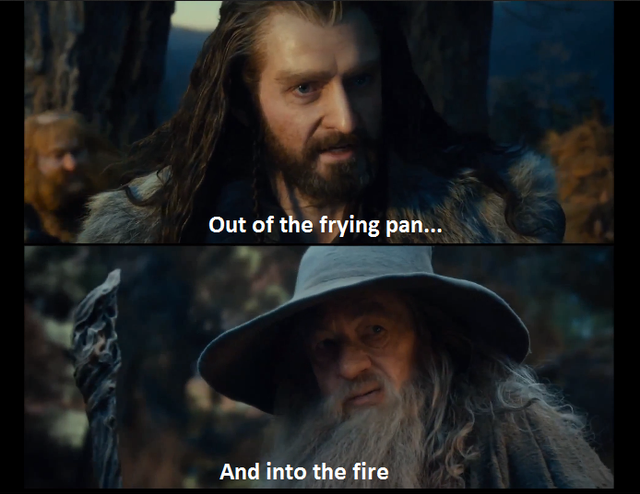 Out of the frying pan...
And into the fire